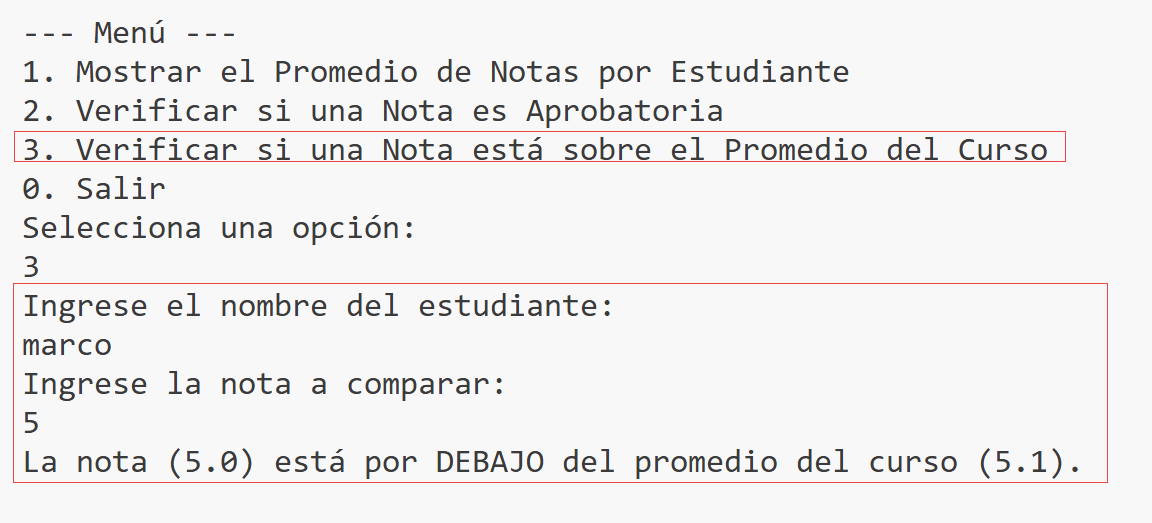 --- Menú ---
1. Mostrar el Promedio de Notas por Estudiante
2. Verificar si una Nota es Aprobatoria
3. Verificar si una Nota está sobre el Promedio del Curso
0. Salir
Selecciona una opción:
3
Ingrese el nombre del estudiante:
marco
Ingrese la nota a comparar:
5
La nota (5.0) está por DEBAJO del promedio del curso (5.1).